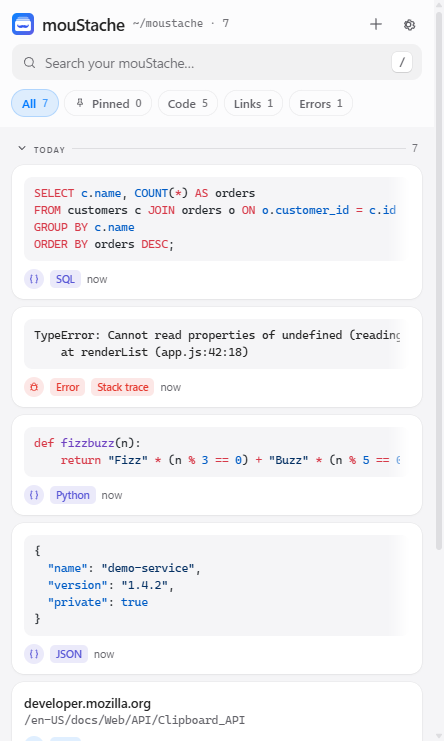 mouStache ~/moustache · 7
Search your mouStache... /
All 7 Pinned 0 Code 5 Links 1 Errors 1
TODAY 7
SELECT c.name, COUNT(*) AS orders
FROM customers c JOIN orders o ON o.customer_id = c.id
GROUP BY c.name
ORDER BY orders DESC;
{} SQL now
TypeError: Cannot read properties of undefined (reading
at renderList (app.js:42:18)
Error Stack trace now
def fizzbuzz(n):
return "Fizz" * (n % 3 == 0) + "Buzz" * (n % 5 == 0
{} Python now
{
"name": "demo-service",
"version": "1.4.2",
"private": true
}
{} JSON now
developer.mozilla.org
/en-US/docs/Web/API/Clipboard_API